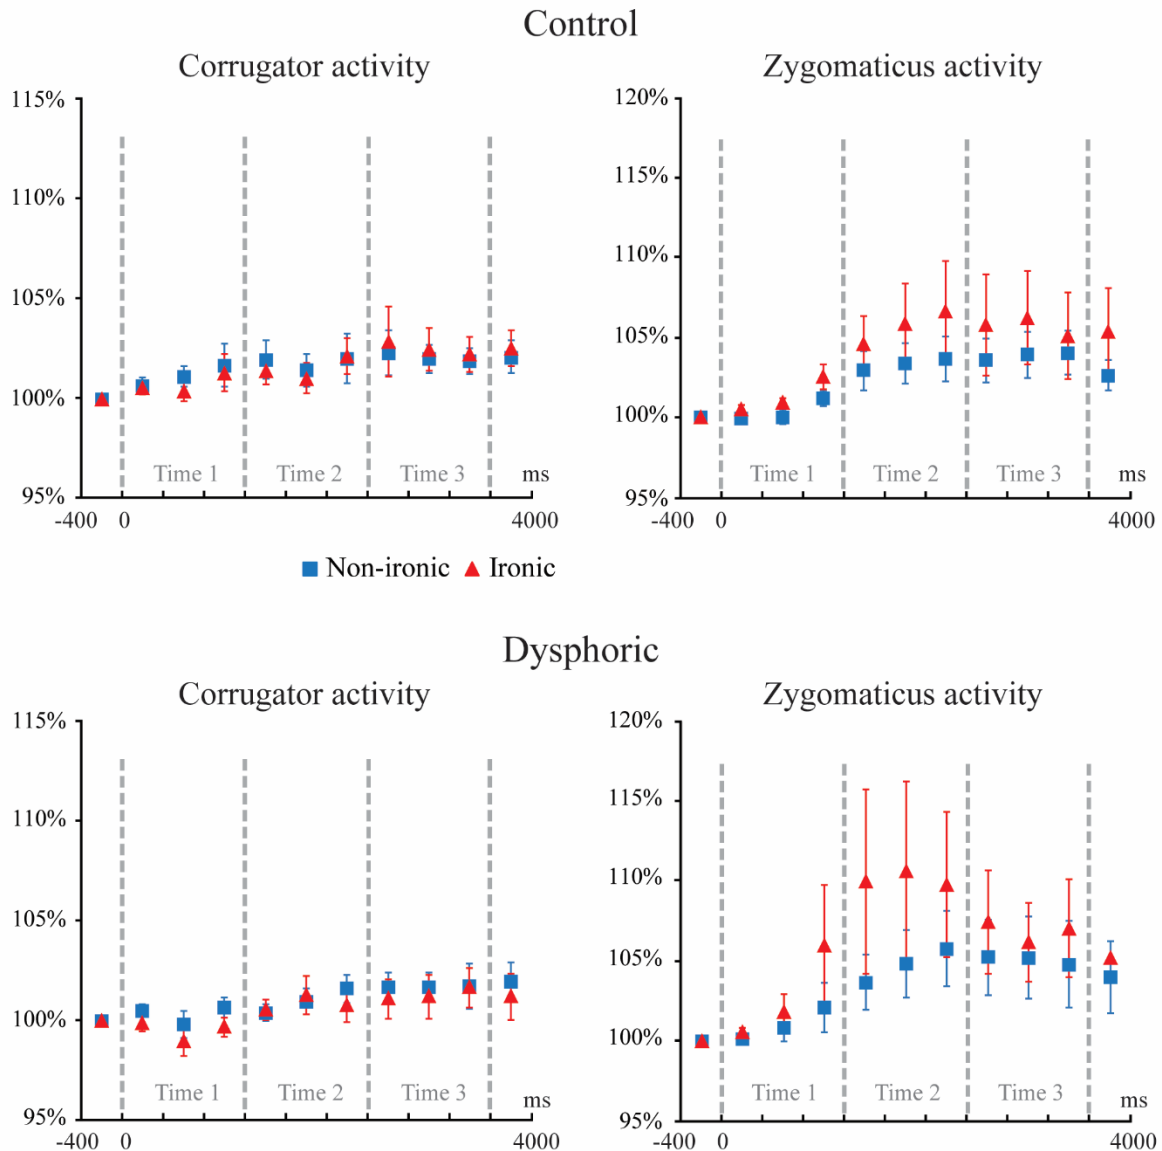 Control
Corrugator activity
115%
110%
105%
100%
95%
Time 1 Time 2 Time 3 ms
-400 0 4000
Zygomaticus activity
120%
115%
110%
105%
100%
95%
Time 1 Time 2 Time 3
-400 0 4000
Non-ironic Ironic
Dysphoric
Corrugator activity
115%
110%
105%
100%
95%
Time 1 Time 2 Time 3 ms
-400 0 4000
Zygomaticus activity
120%
115%
110%
105%
100%
95%
Time 1 Time 2 Time 3 ms
-400 0 4000